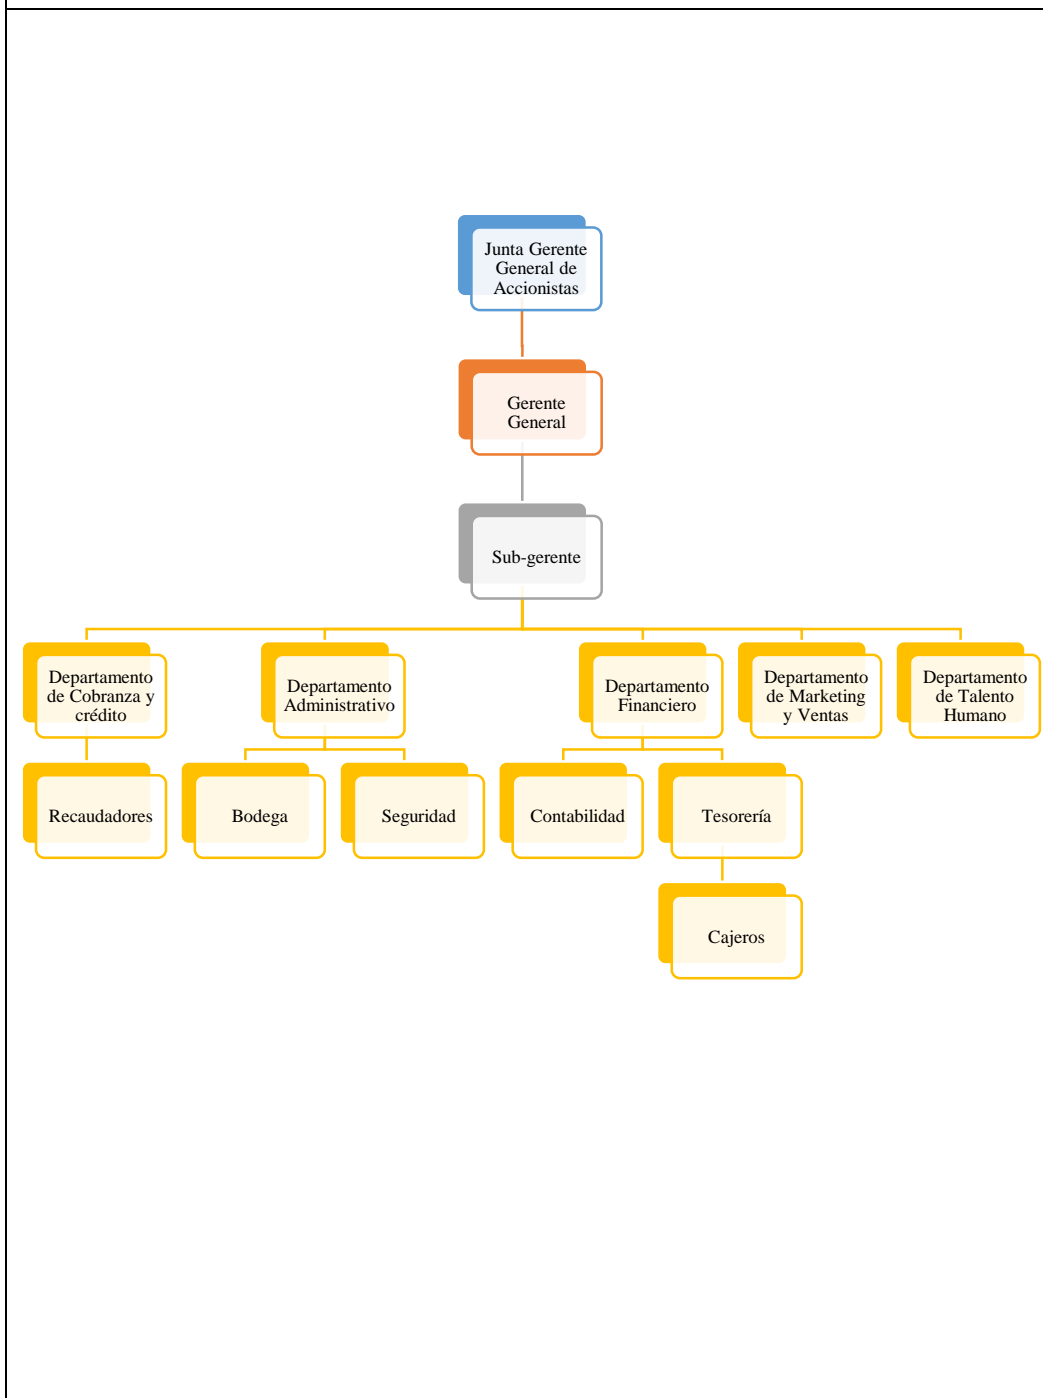 Junta Gerente
General de
Accionistas
Gerente
General
Sub-gerente
Departamento
de Cobranza y
crédito
Departamento
Administrativo
Departamento
Financiero
Departamento
de Marketing
y Ventas
Departamento
de Talento
Humano
Recaudadores
Bodega
Seguridad
Contabilidad
Tesorería
Cajeros